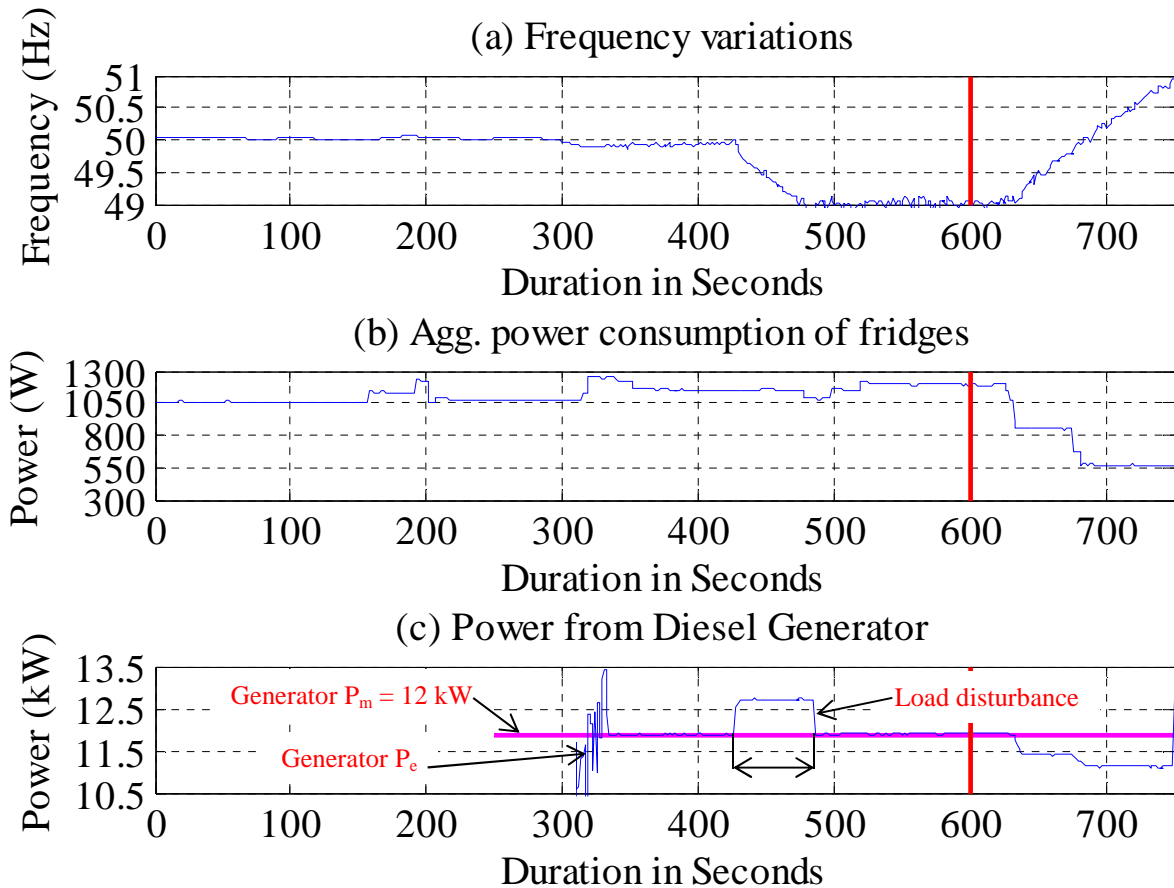 (a) Frequency variations
Frequency (Hz)
51
50.5
50
49.5
49
0 100 200 300 400 500 600 700
Duration in Seconds
(b) Agg. power consumption of fridges
Power (W)
1300
1050
800
550
300
0 100 200 300 400 500 600 700
Duration in Seconds
(c) Power from Diesel Generator
Power (kW)
13.5
12.5
11.5
10.5
Generator Pm = 12 kW
Load disturbance
Generator Pe
0 100 200 300 400 500 600 700
Duration in Seconds